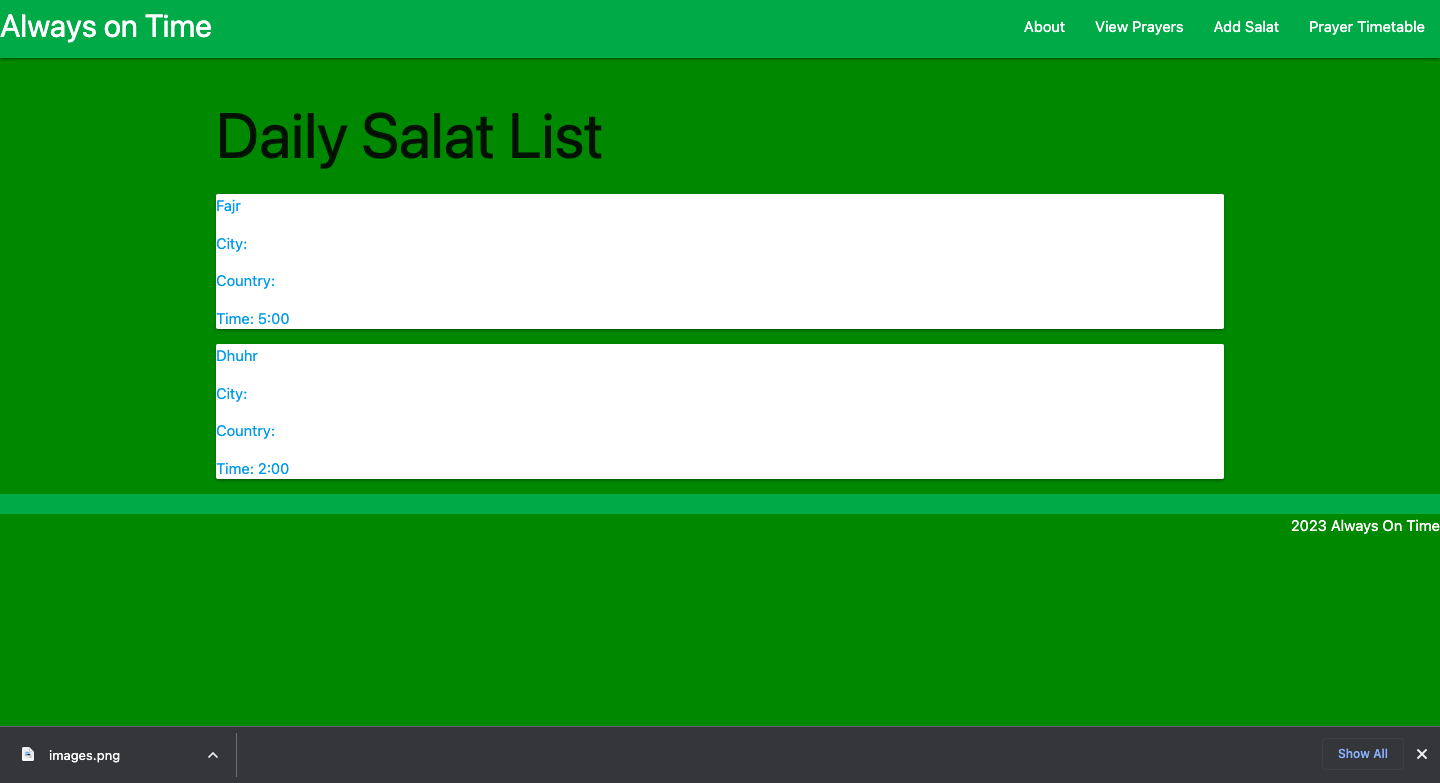 Always on Time
About View Prayers Add Salat Prayer Timetable
Daily Salat List
Fajr
City:
Country:
Time: 5:00
Dhuhr
City:
Country:
Time: 2:00
2023 Always On Time
images.png
Show All